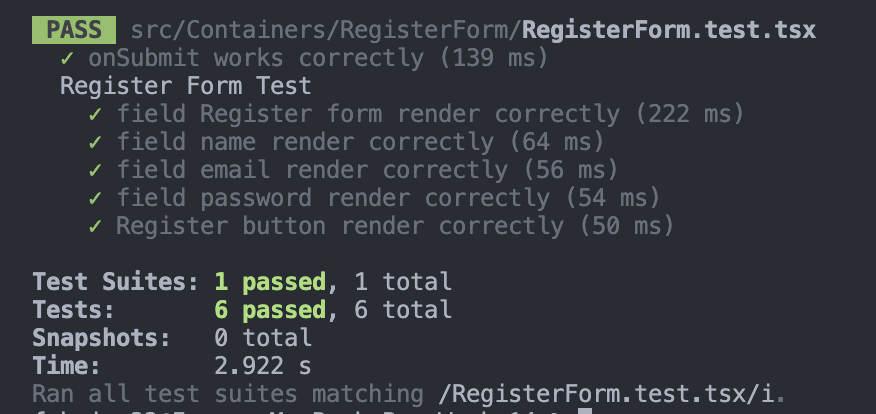 PASS src/Containers/RegisterForm/RegisterForm.test.tsx
✓ onSubmit works correctly (139 ms)
Register Form Test
✓ field Register form render correctly (222 ms)
✓ field name render correctly (64 ms)
✓ field email render correctly (56 ms)
✓ field password render correctly (54 ms)
✓ Register button render correctly (50 ms)
Test Suites: 1 passed, 1 total
Tests: 6 passed, 6 total
Snapshots: 0 total
Time: 2.922 s
Ran all test suites matching /RegisterForm.test.tsx/i.